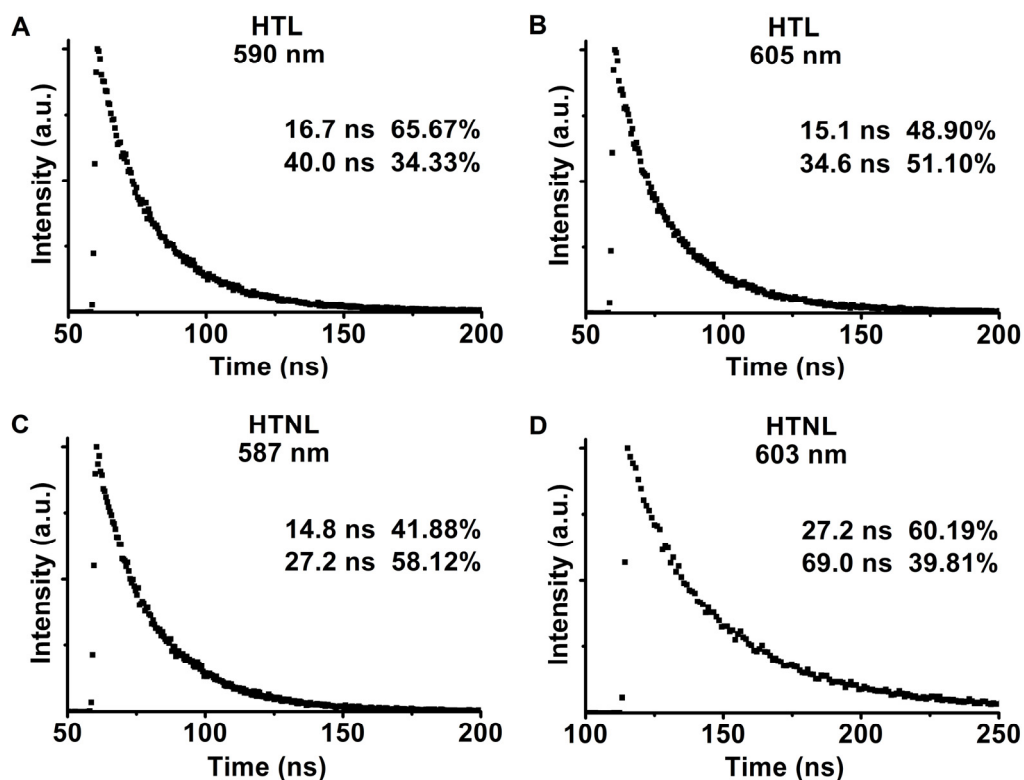 A
HTL
590 nm
16.7 ns 65.67%
40.0 ns 34.33%
Intensity (a.u.)
50 75 100 125 150 175 200
Time (ns)
B
HTL
605 nm
15.1 ns 48.90%
34.6 ns 51.10%
Intensity (a.u.)
50 100 150 200
Time (ns)
C
HTNL
587 nm
14.8 ns 41.88%
27.2 ns 58.12%
Intensity (a.u.)
50 100 150 200
Time (ns)
D
HTNL
603 nm
27.2 ns 60.19%
69.0 ns 39.81%
Intensity (a.u.)
100 150 200 250
Time (ns)